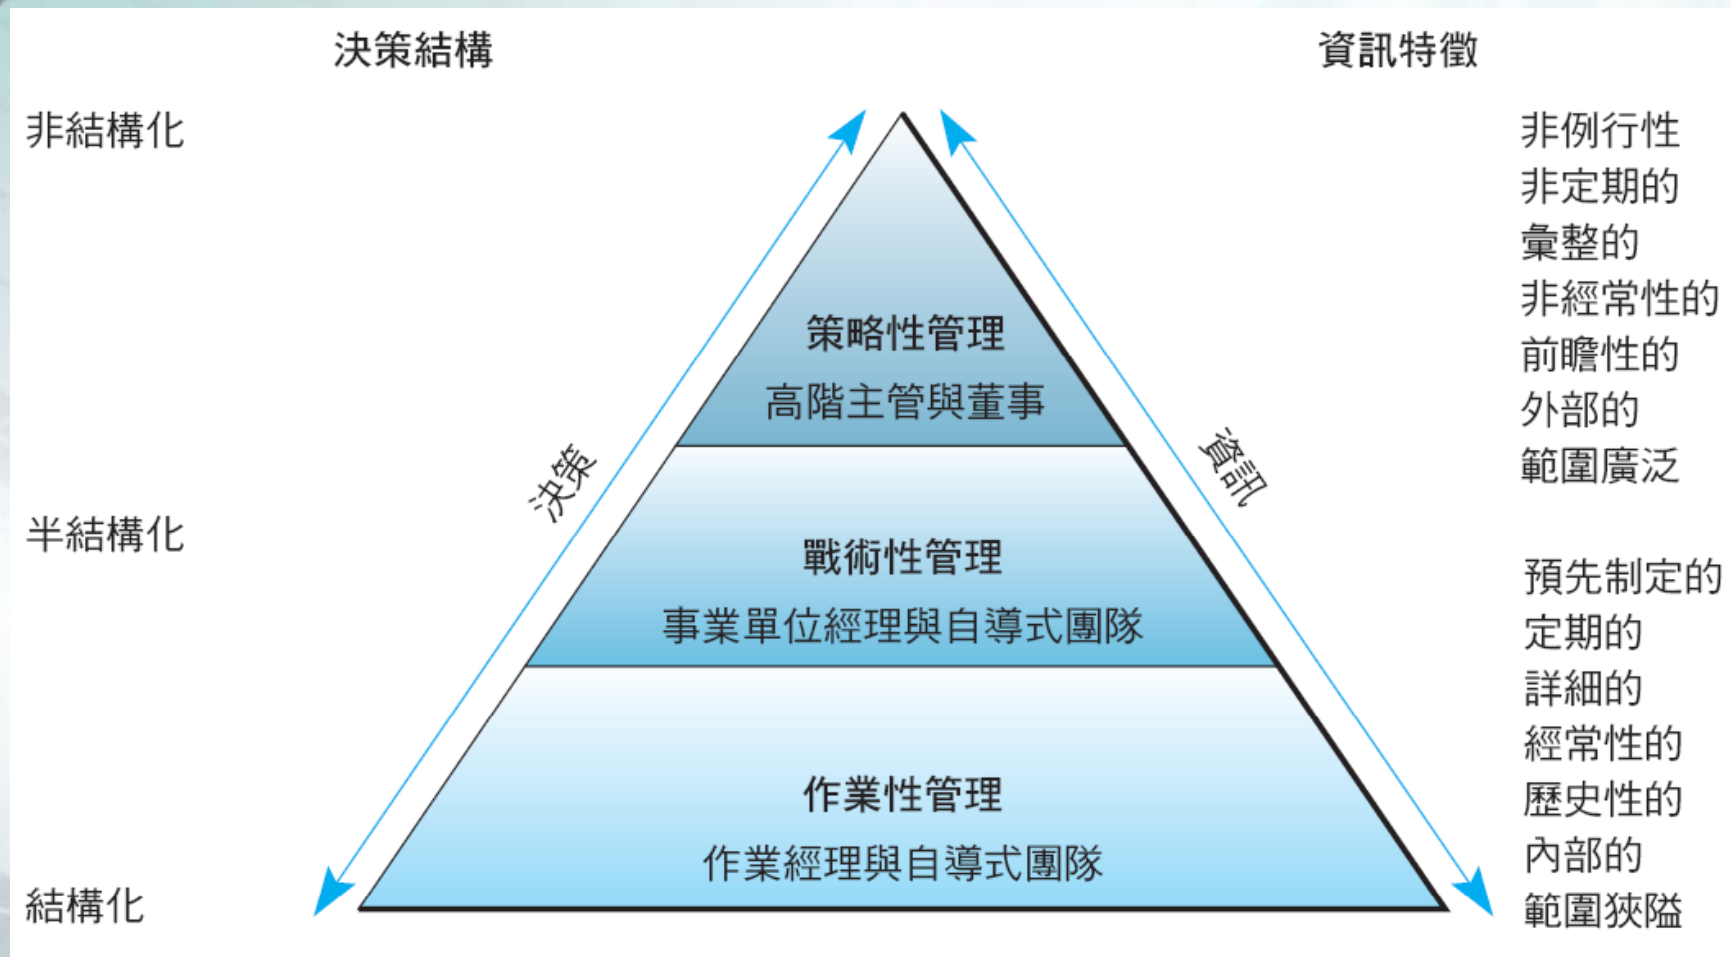 決策結構
資訊特徵
非結構化
半結構化
結構化
決策
策略性管理
高階主管與董事
戰術性管理
事業單位經理與自導式團隊
作業性管理
作業經理與自導式團隊
資訊
非例行性
非定期的
彙整的
非經常性的
前瞻性的
外部的
範圍廣泛
預先制定的
定期的
詳細的
經常性的
歷史性的
內部的
範圍狹隘